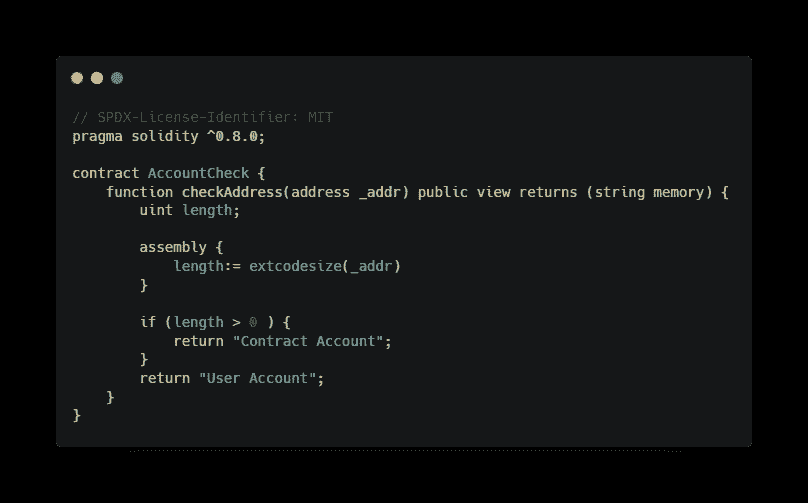 // SPDX-License-Identifier: MIT
pragma solidity ^0.8.0;

contract AccountCheck {
    function checkAddress(address _addr) public view returns (string memory) {
        uint length;

        assembly {
            length:= extcodesize(_addr)
        }

        if (length > 0 ) {
            return "Contract Account";
        }
        return "User Account";
    }
}